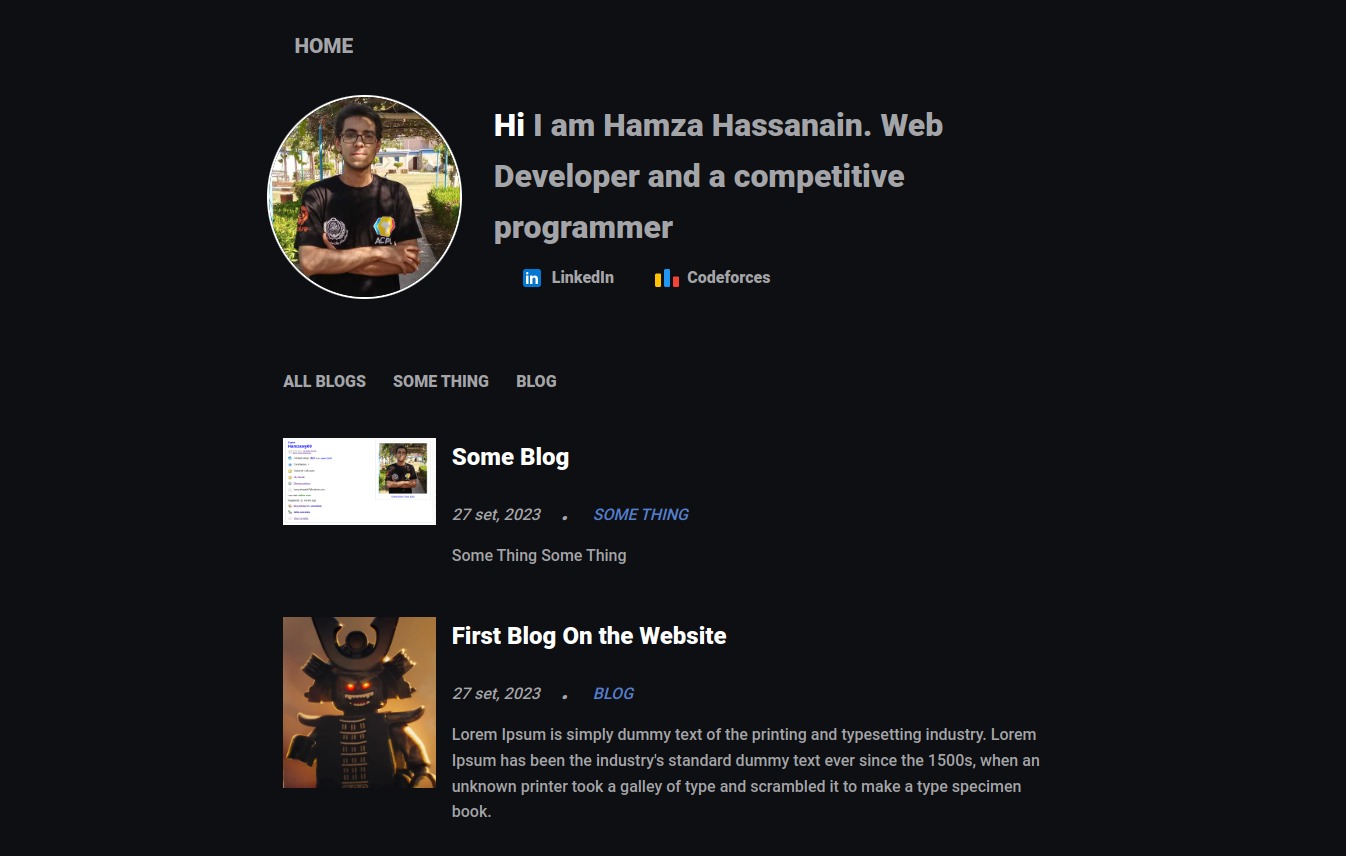 HOME
Hi I am Hamza Hassanain. Web
Developer and a competitive
programmer
in LinkedIn Codeforces
ALL BLOGS SOME THING BLOG
Some Blog
27 set, 2023 . SOME THING
Some Thing Some Thing
First Blog On the Website
27 set, 2023 . BLOG
Lorem Ipsum is simply dummy text of the printing and typesetting industry. Lorem
Ipsum has been the industry's standard dummy text ever since the 1500s, when an
unknown printer took a galley of type and scrambled it to make a type specimen
book.